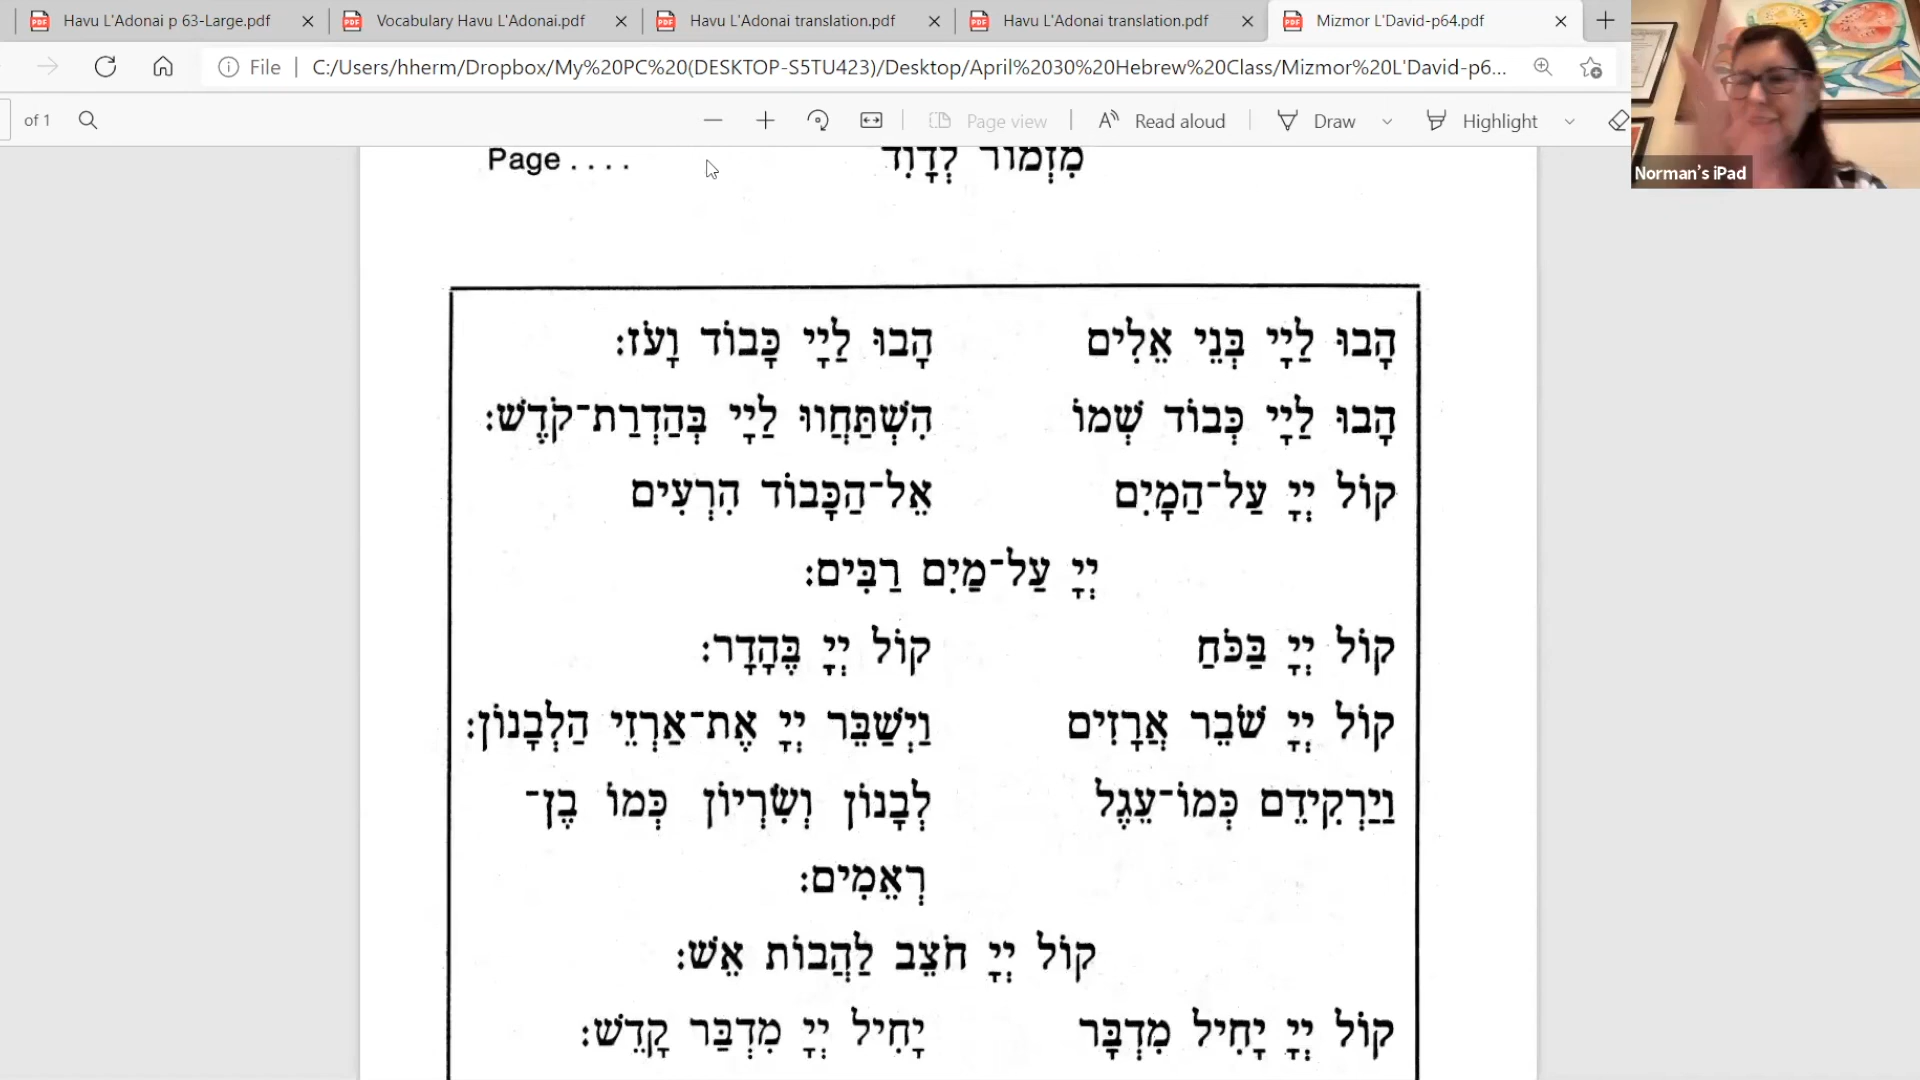 Havu L'Adonai p 63-Large.pdf
Vocabulary Havu L'Adonai.pdf
Havu L'Adonai translation.pdf
Havu L'Adonai translation.pdf
Mizmor L'David-p64.pdf
File | C:/Users/hherm/Dropbox/My%20PC%20(DESKTOP-S5TU423)/Desktop/April%2030%20Hebrew%20Class/Mizmor%20L'David-p6...
of 1
Page view
Read aloud
Draw
Highlight
Norman's iPad
Page .... מִזְמוֹר לְדָוִד
הָבוּ לַיְיָ בְּנֵי אֵלִים הָבוּ לַיְיָ כָּבוֹד וָעֹז:
הָבוּ לַיְיָ כְּבוֹד שְׁמוֹ הִשְׁתַּחֲווּ לַיְיָ בְּהַדְרַת־קֹדֶשׁ:
קוֹל יְיָ עַל־הַמָּיִם אֵל־הַכָּבוֹד הִרְעִים
יְיָ עַל־מַיִם רַבִּים:
קוֹל יְיָ בַּכֹּחַ קוֹל יְיָ בֶּהָדָר:
קוֹל יְיָ שֹׁבֵר אֲרָזִים וַיְשַׁבֵּר יְיָ אֶת־אַרְזֵי הַלְּבָנוֹן:
וַיַּרְקִידֵם כְּמוֹ־עֵגֶל לְבָנוֹן וְשִׂרְיוֹן כְּמוֹ בֶן־
רְאֵמִים:
קוֹל יְיָ חֹצֵב לַהֲבוֹת אֵשׁ:
קוֹל יְיָ יָחִיל מִדְבָּר יָחִיל יְיָ מִדְבַּר קָדֵשׁ: